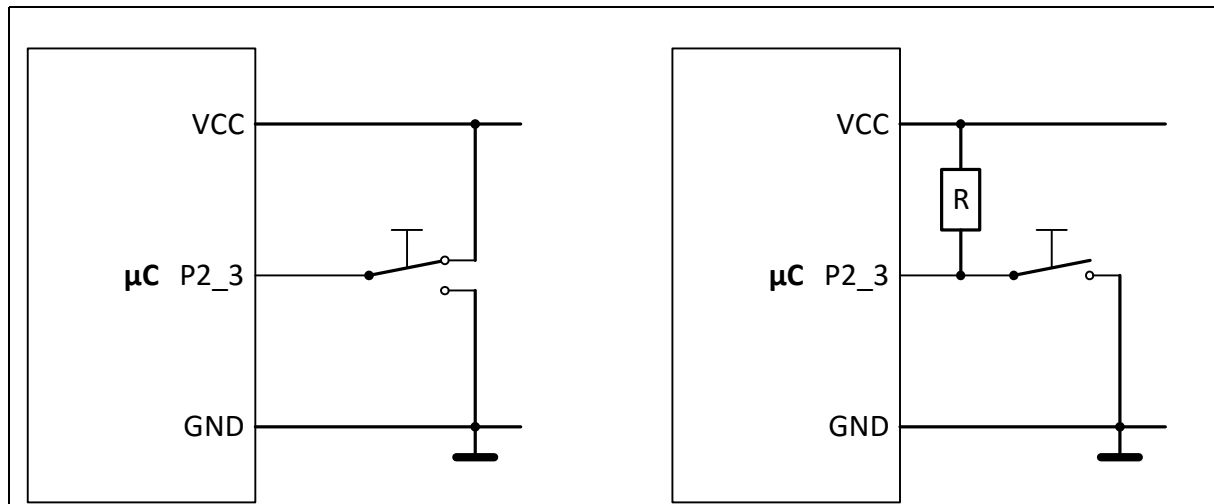 VCC
µC P2_3
GND
VCC
R
µC P2_3
GND